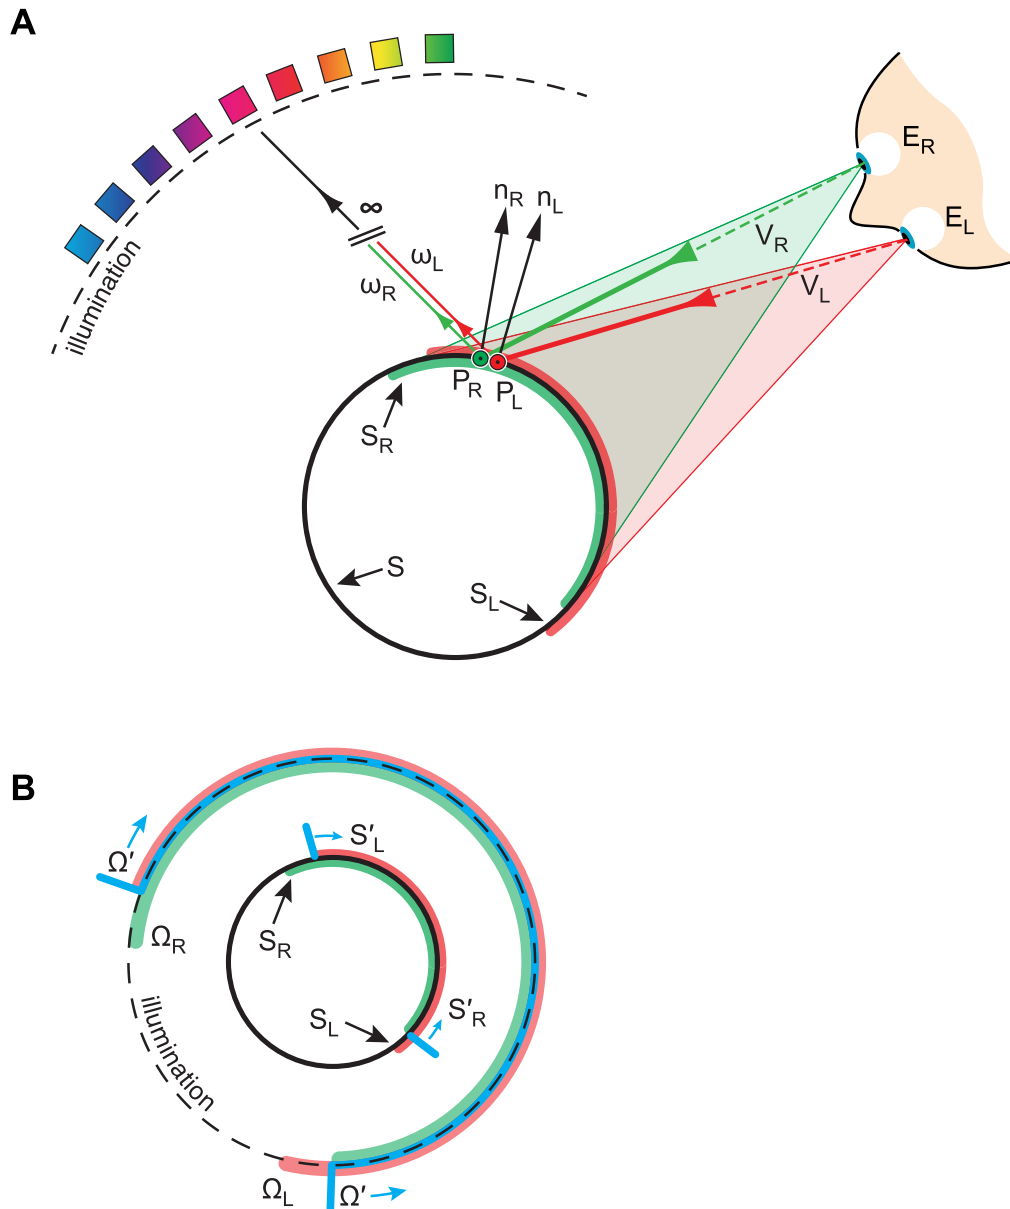 A
E_R
E_L
n_R
n_L
∞
ω_L
ω_R
V_R
V_L
illumination
P_R
P_L
S_R
S
S_L
B
Ω′
S′_L
Ω_R
S_R
S′_R
S_L
illumination
Ω_L
Ω′